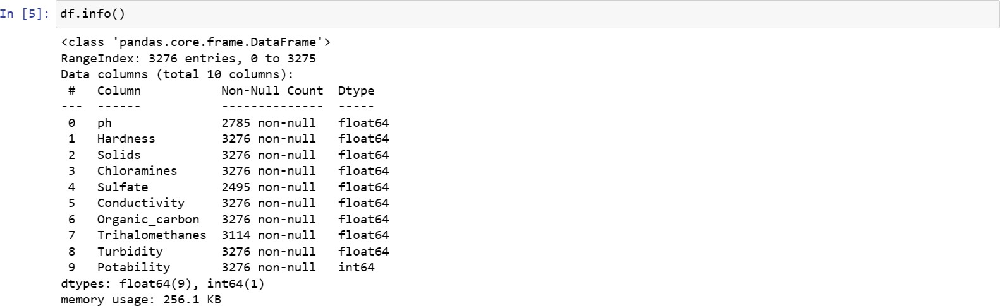 In [5]: df.info()
<class 'pandas.core.frame.DataFrame'>
RangeIndex: 3276 entries, 0 to 3275
Data columns (total 10 columns):
 #   Column           Non-Null Count  Dtype
---  ------           --------------  -----
 0   ph               2785 non-null   float64
 1   Hardness         3276 non-null   float64
 2   Solids           3276 non-null   float64
 3   Chloramines      3276 non-null   float64
 4   Sulfate          2495 non-null   float64
 5   Conductivity     3276 non-null   float64
 6   Organic_carbon   3276 non-null   float64
 7   Trihalomethanes  3114 non-null   float64
 8   Turbidity        3276 non-null   float64
 9   Potability       3276 non-null   int64
dtypes: float64(9), int64(1)
memory usage: 256.1 KB